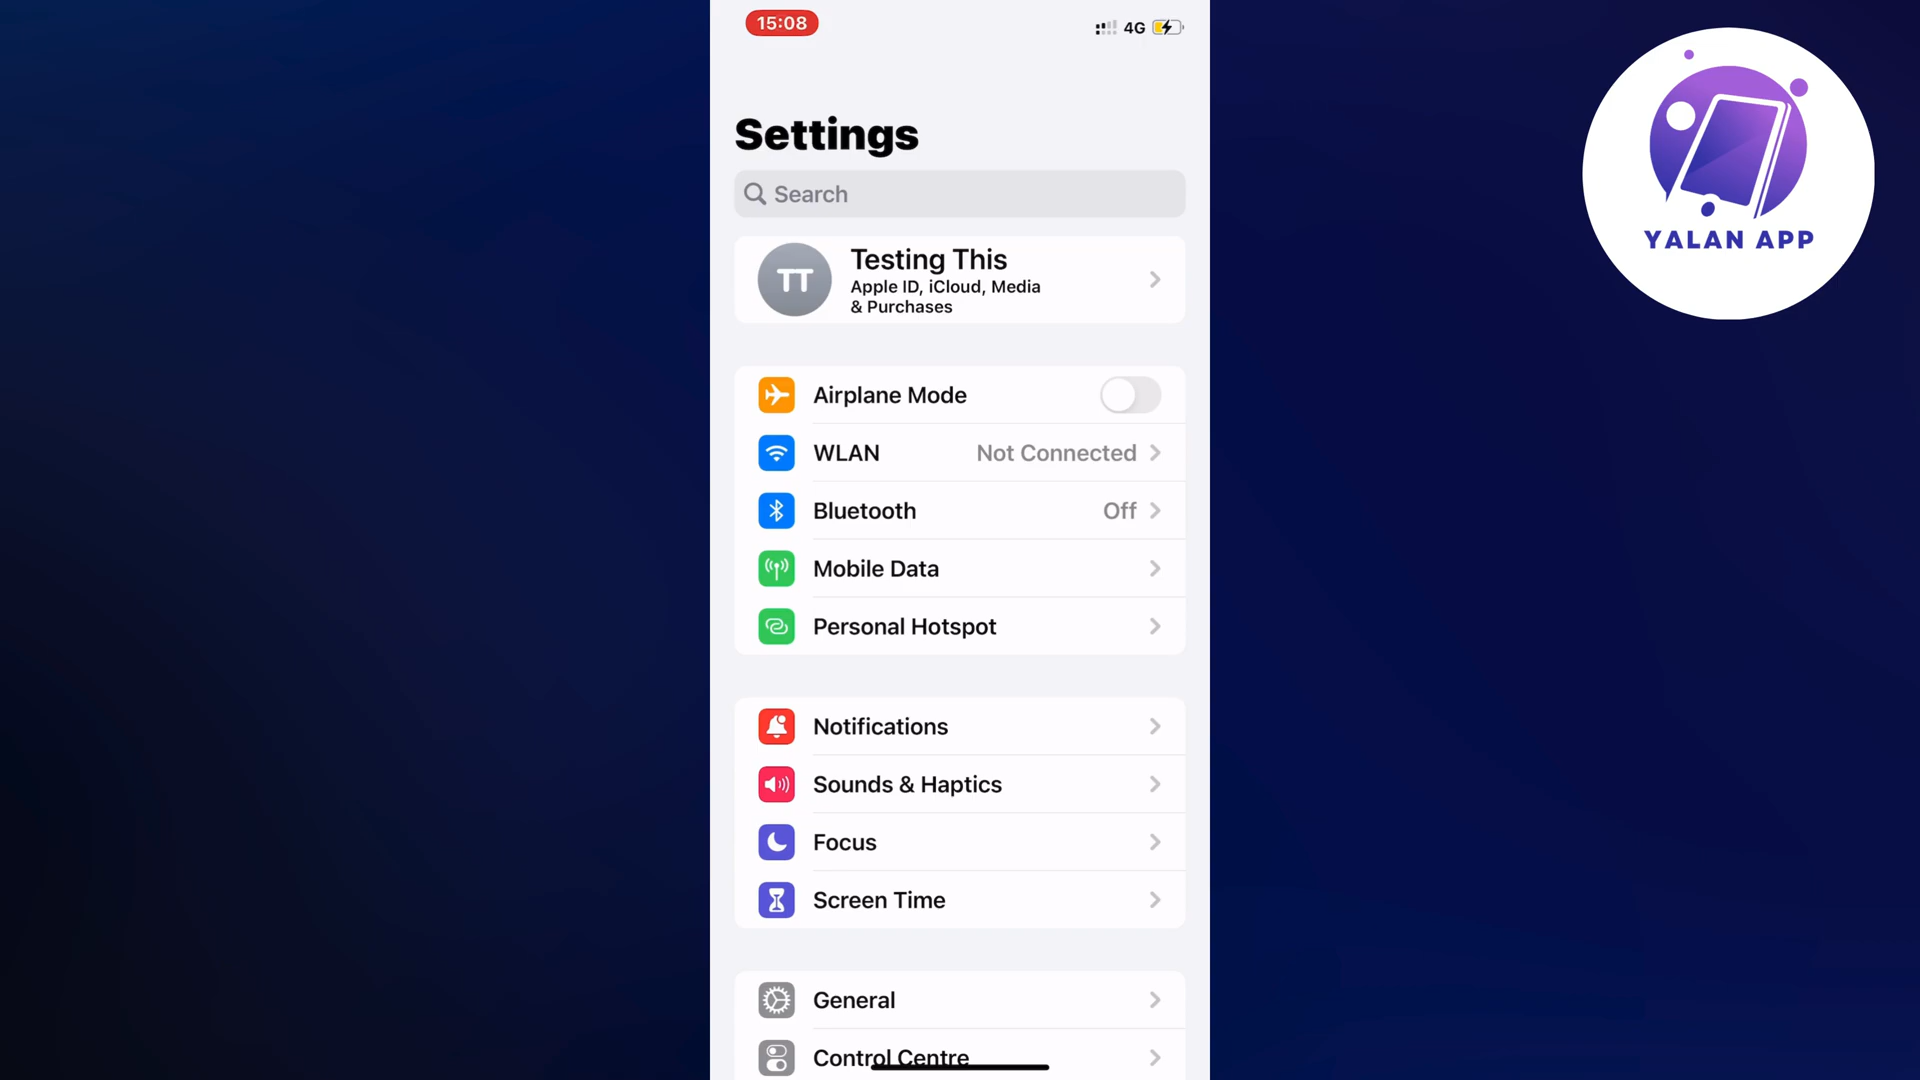 15:08
4G
YALAN APP
Settings
Search
TT
Testing This
Apple ID, iCloud, Media
& Purchases
Airplane Mode
WLAN Not Connected
Bluetooth Off
Mobile Data
Personal Hotspot
Notifications
Sounds & Haptics
Focus
Screen Time
General
Control Centre